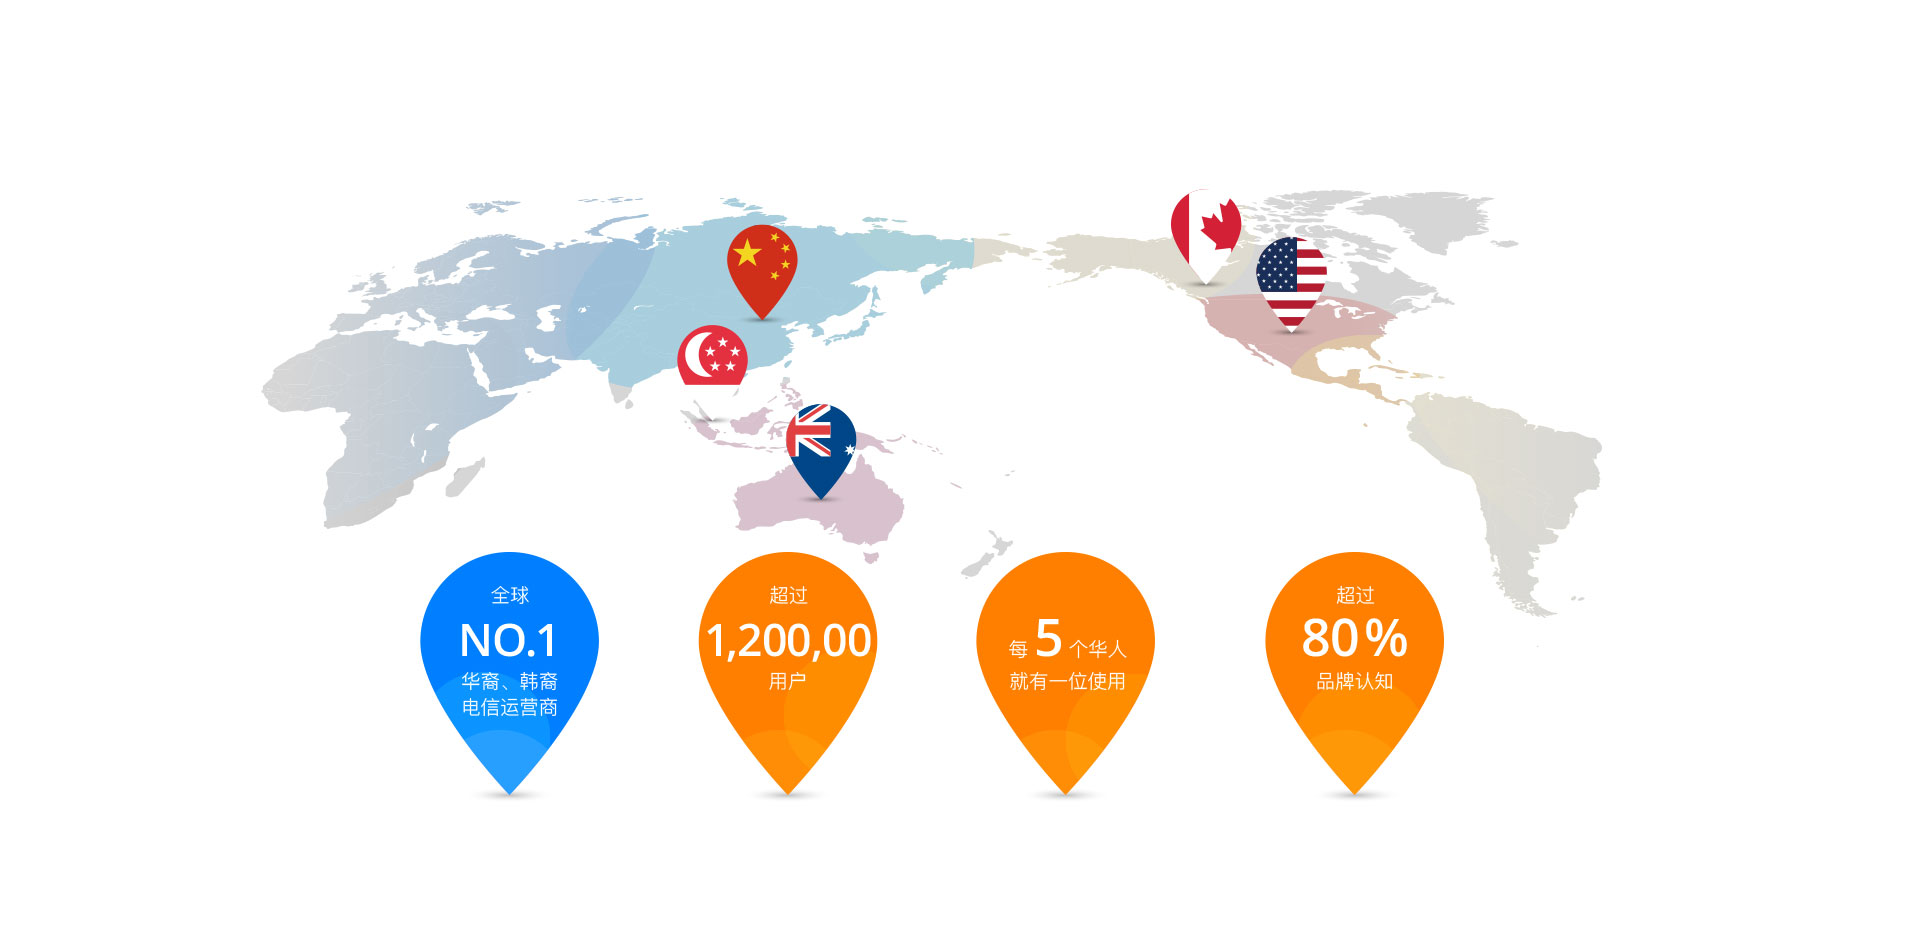 全球
NO.1
华裔、韩裔
电信运营商
超过
1,200,00
用户
每 5 个华人
就有一位使用
超过
80%
品牌认知